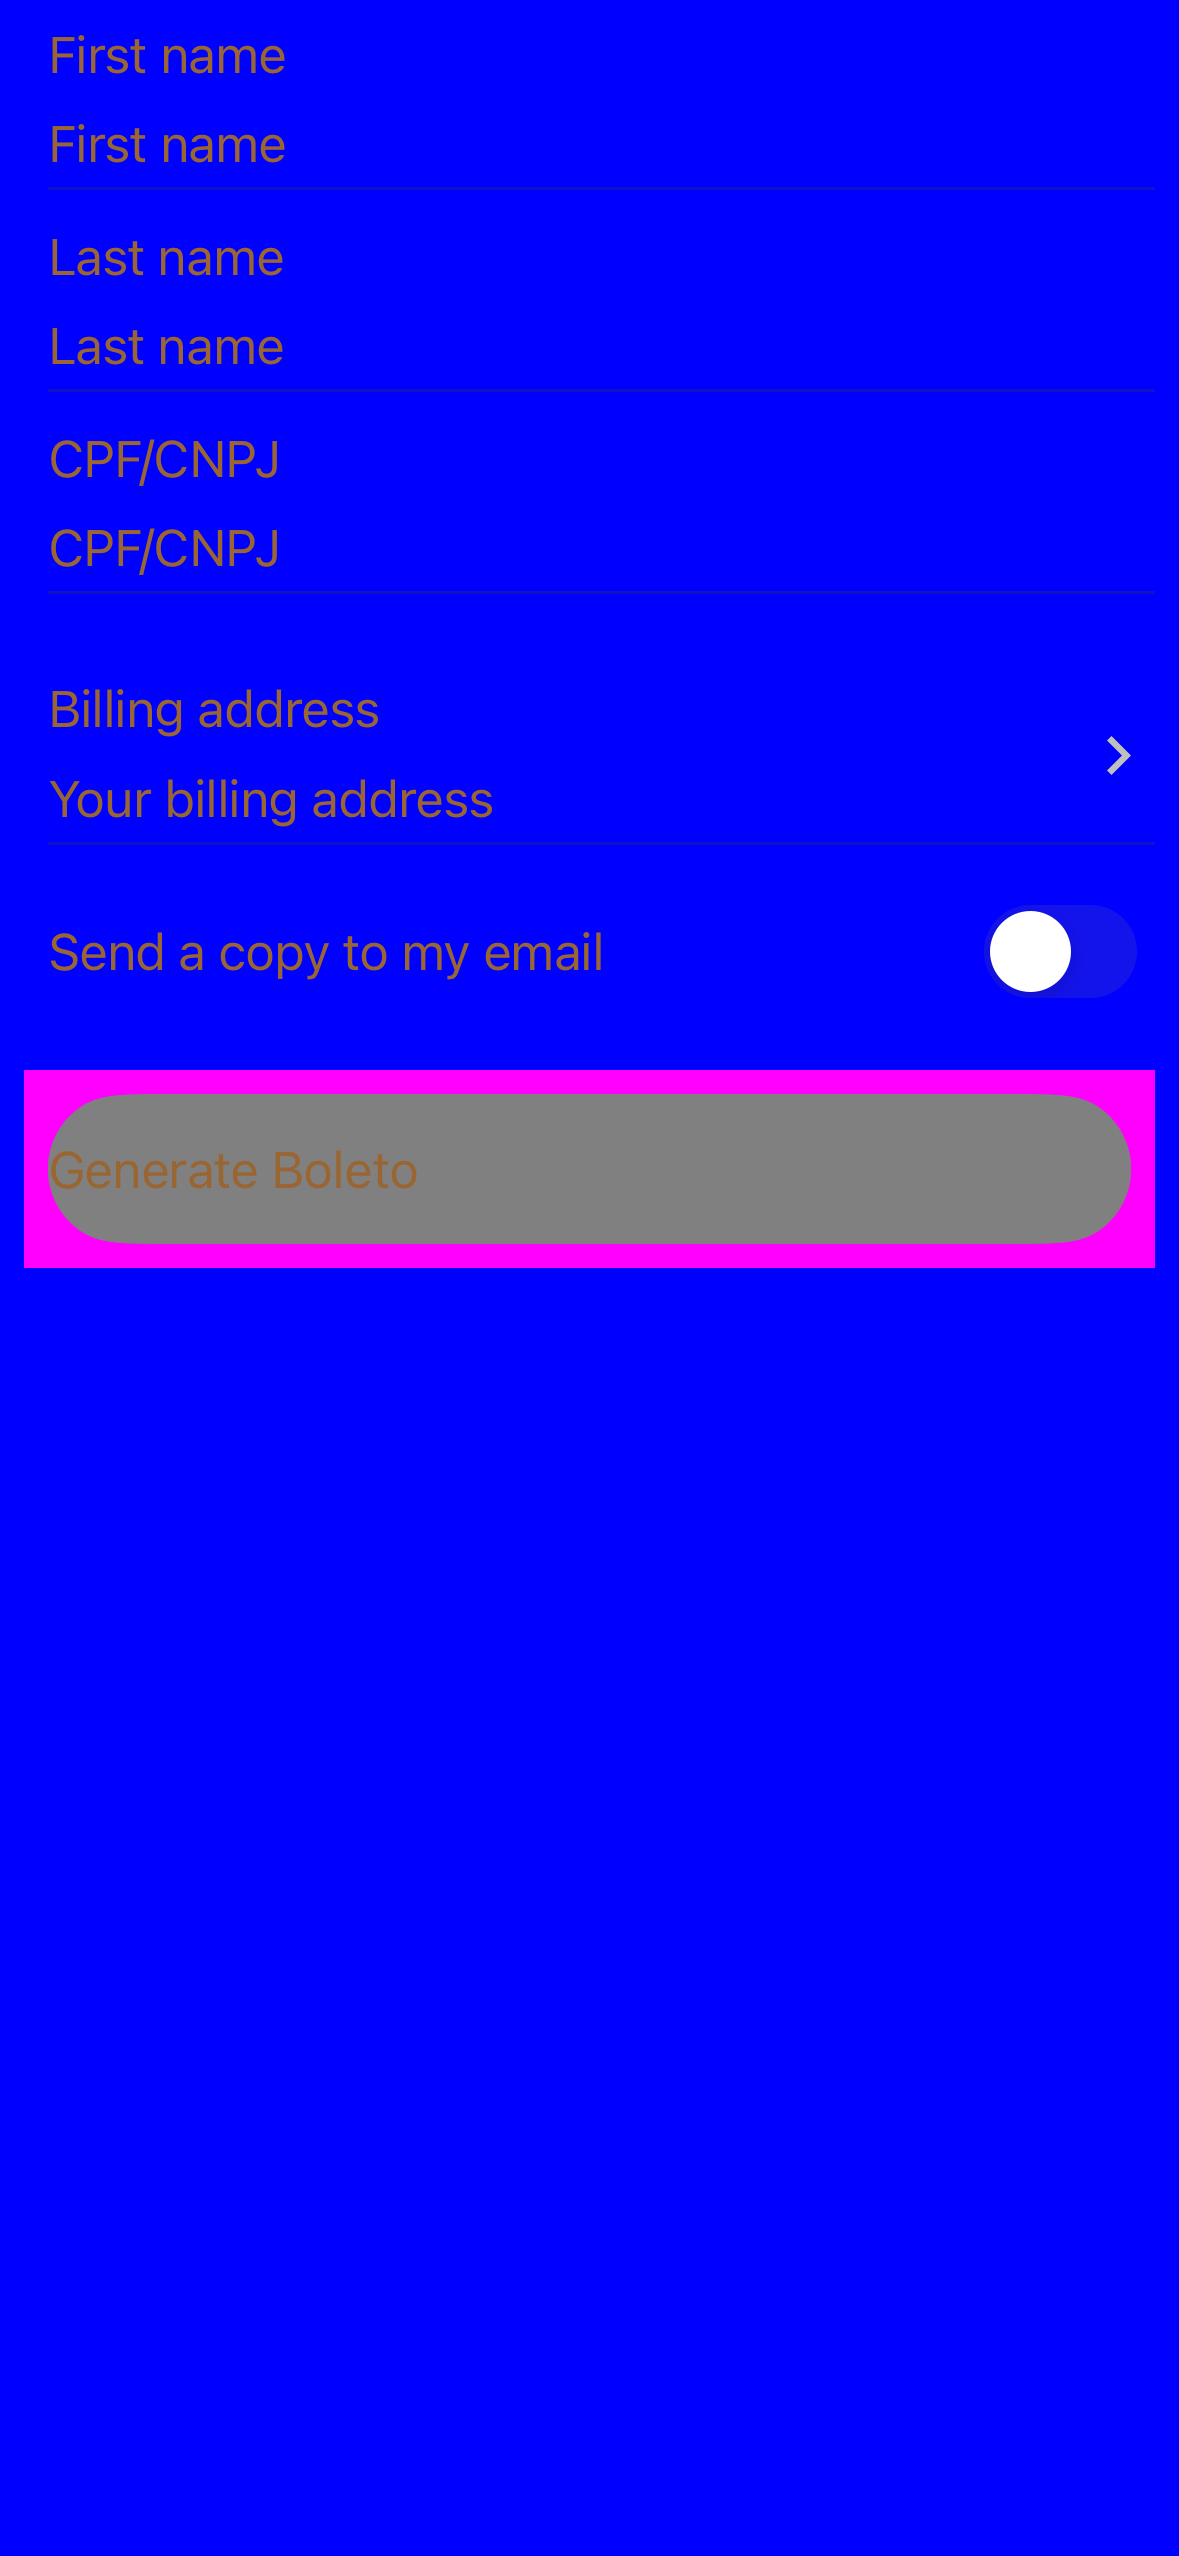 First name
First name
Last name
Last name
CPF/CNPJ
CPF/CNPJ
Billing address
Your billing address
Send a copy to my email
Generate Boleto